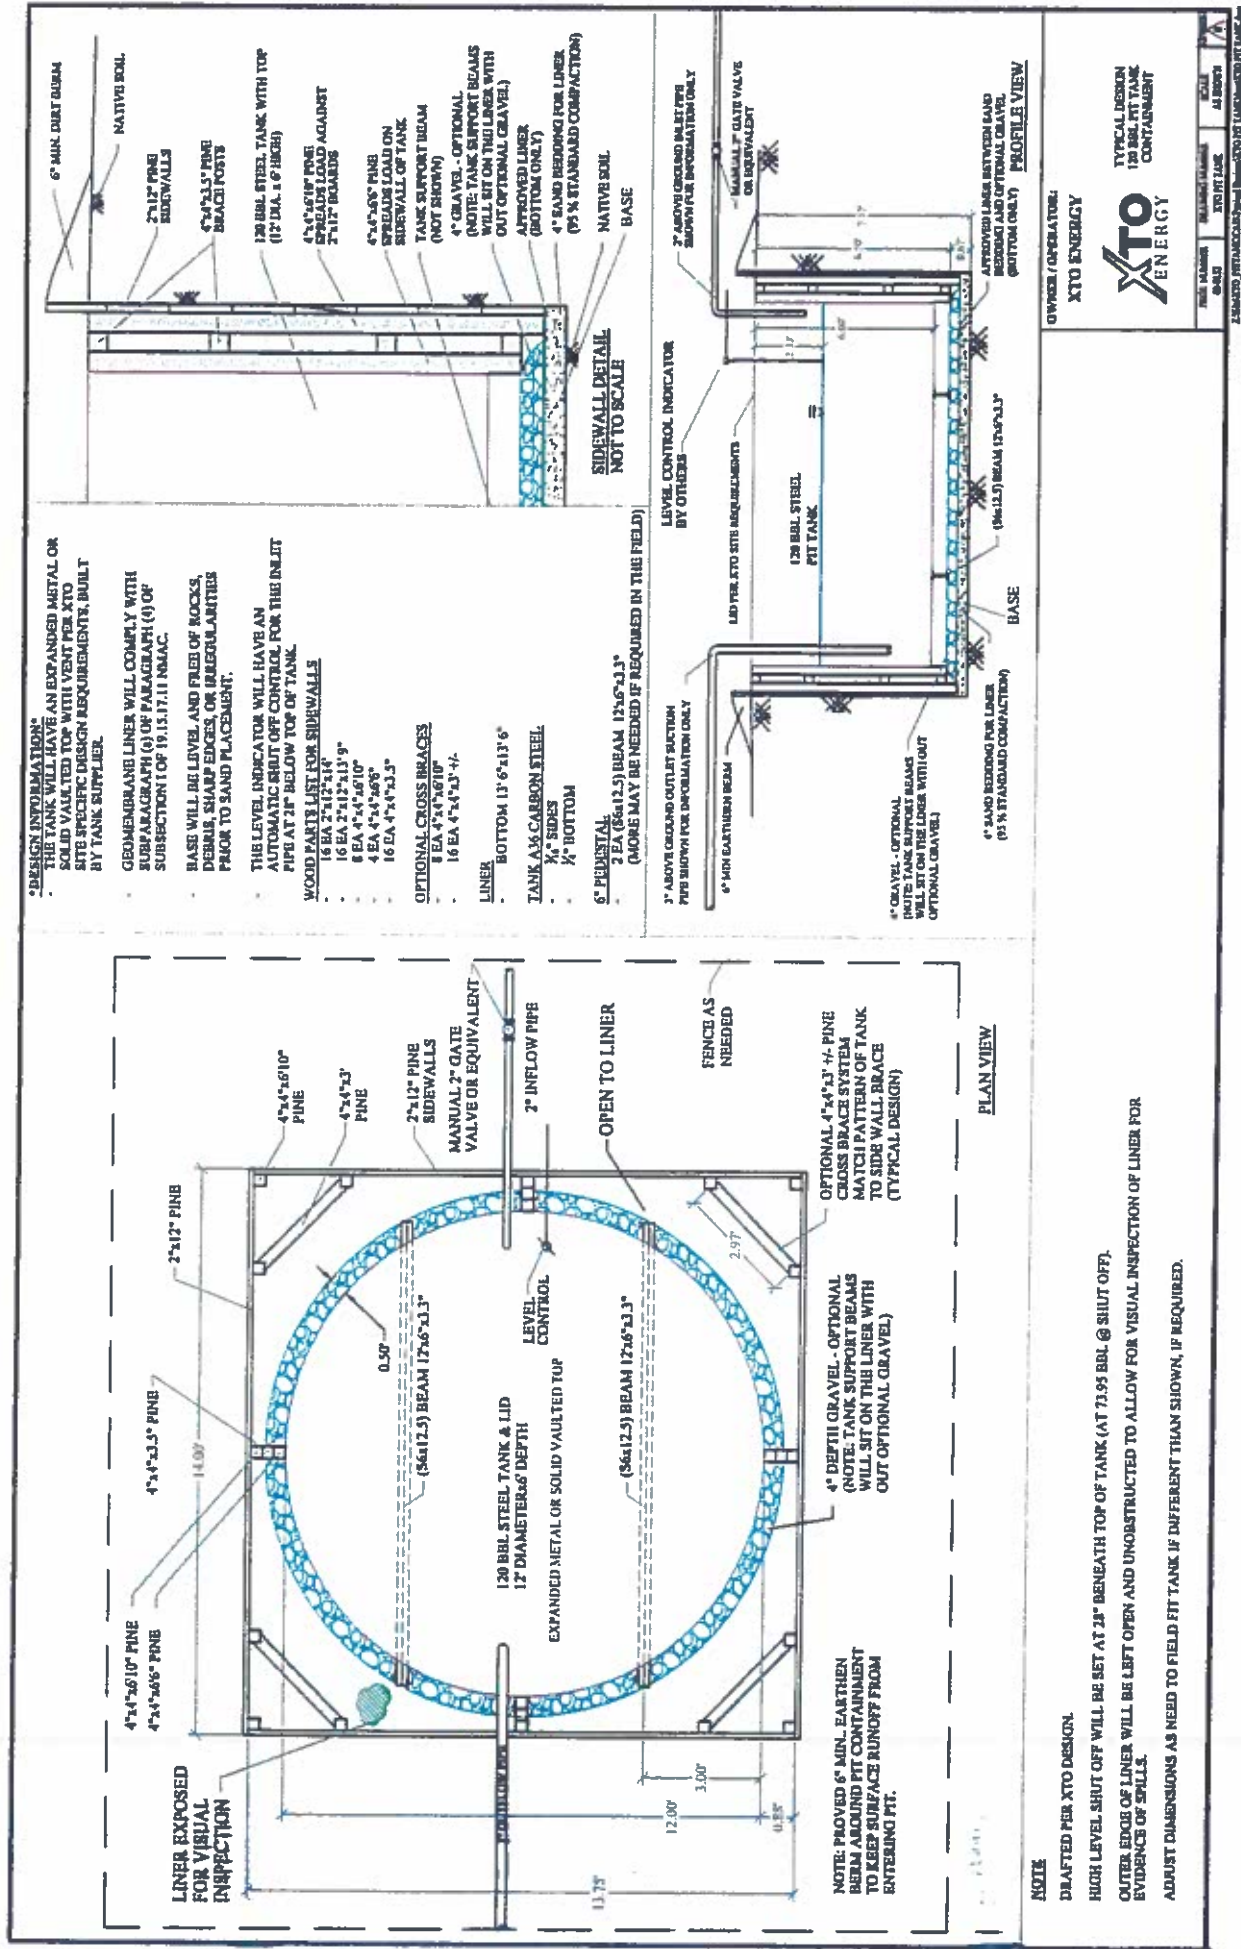 LINER EXPOSED
FOR VISUAL
INSPECTION
4"x4"x6'10" PINE
4"x4"x6'6" PINE
4"x4"x3.5" PINE
2"x12" PINE
4"x4"x6'10"
PINE
4"x4"x3'
PINE
2"x12" PINE
SIDEWALLS
MANUAL 2" GATE
VALVE OR EQUIVALENT
2" INFLOW PIPE
OPEN TO LINER
FENCE AS
NEEDED
14.00'
0.50'
(S6x12.5) BEAM 12'x6"x3.3"
120 BBL STEEL TANK & LID
12' DIAMETERx6' DEPTH
EXPANDED METAL OR SOLID VAULTED TOP
LEVEL
CONTROL
(S6x12.5) BEAM 12'x6"x3.3"
13.75'
12.00'
3.00'
0.88'
2.97'
OPTIONAL 4"x4"x3' +/- PINE
CROSS BRACE SYSTEM
MATCH PATTERN OF TANK
TO SIDE WALL BRACE
(TYPICAL DESIGN)
4" DEPTH GRAVEL - OPTIONAL
(NOTE: TANK SUPPORT BEAMS
WILL SIT ON THE LINER WITH
OUT OPTIONAL GRAVEL)
NOTE: PROVED 6" MIN. EARTHEN
BERM AROUND PIT CONTAINMENT
TO KEEP SURFACE RUNOFF FROM
ENTERING PIT.
PLAN VIEW
NOTE
DRAFTED PER XTO DESIGN.
HIGH LEVEL SHUT OFF WILL BE SET AT 28" BENEATH TOP OF TANK (AT 73.95 BBL @ SHUT OFF).
OUTER EDGE OF LINER WILL BE LEFT OPEN AND UNOBSTRUCTED TO ALLOW FOR VISUAL INSPECTION OF LINER FOR
EVIDENCE OF SPILLS.
ADJUST DIMENSIONS AS NEED TO FIELD FIT TANK IF DIFFERENT THAN SHOWN, IF REQUIRED.
*DESIGN INFORMATION*
- THE TANK WILL HAVE AN EXPANDED METAL OR
SOLID VAULTED TOP WITH VENT PER XTO
SITE SPECIFIC DESIGN REQUIREMENTS, BUILT
BY TANK SUPPLIER.
- GEOMEMBRANE LINER WILL COMPLY WITH
SUBPARAGRAPH (a) OF PARAGRAPH (4) OF
SUBSECTION I OF 19.15.17.11 NMAC.
- BASE WILL BE LEVEL AND FREE OF ROCKS,
DEBRIS, SHARP EDGES, OR IRREGULARITIES
PRIOR TO SAND PLACEMENT.
- THE LEVEL INDICATOR WILL HAVE AN
AUTOMATIC SHUT OFF CONTROL FOR THE INLET
PIPE AT 28" BELOW TOP OF TANK.
WOOD PARTS LIST FOR SIDEWALLS
- 16 EA 2"x12"x14'
- 16 EA 2"x12"x13'9"
- 8 EA 4"x4"x6'10"
- 4 EA 4"x4"x6'6"
- 16 EA 4"x4"x3.5"
OPTIONAL CROSS BRACES
- 8 EA 4"x4"x6'10"
- 16 EA 4"x4"x3' +/-
LINER
- BOTTOM 13'6"x13'6"
TANK A36 CARBON STEEL
SIDES
- ¼" BOTTOM
6" PEDESTAL
- 2 EA (S6x12.5) BEAM 12'x6"x3.3"
(MORE MAY BE NEEDED IF REQUIRED IN THE FIELD)
6" MIN. DIRT BERM
NATIVE SOIL
2"x12" PINE
SIDEWALLS
4"x4"x3.5" PINE
BRACE POSTS
120 BBL STEEL TANK WITH TOP
(12' DIA. x 6' HIGH)
4"x4"x6'10" PINE
SPREADS LOAD AGAINST
2"x12" BOARDS
4"x4"x6'6" PINE
SPREADS LOAD ON
SIDEWALL OF TANK
TANK SUPPORT BEAM
(NOT SHOWN)
4" GRAVEL - OPTIONAL
(NOTE: TANK SUPPORT BEAMS
WILL SIT ON THE LINER WITH
OUT OPTIONAL GRAVEL)
APPROVED LINER
(BOTTOM ONLY)
4" SAND BEDDING FOR LINER
(95 % STANDARD COMPACTION)
NATIVE SOIL
BASE
SIDEWALL DETAIL
NOT TO SCALE
3" ABOVE GROUND OUTLET SUCTION
PIPE SHOWN FOR INFORMATION ONLY
6" MIN EARTHEN BERM
LEVEL CONTROL INDICATOR
BY OTHERS
2" ABOVE GROUND INLET PIPE
SHOWN FOR INFORMATION ONLY
MANUAL 2" GATE VALVE
OR EQUIVALENT
LID PER XTO SITE REQUIREMENTS
120 BBL STEEL
PIT TANK
6.00'
4" GRAVEL - OPTIONAL
(NOTE: TANK SUPPORT BEAMS
WILL SIT ON THE LINER WITH OUT
OPTIONAL GRAVEL)
4" SAND BEDDING FOR LINER
(95 % STANDARD COMPACTION)
BASE
(S6x12.5) BEAM 12'x6"x3.3"
APPROVED LINER BETWEEN SAND
BEDDING AND OPTIONAL GRAVEL
(BOTTOM ONLY)
PROFILE VIEW
OWNER / OPERATOR:
XTO ENERGY
XTO
ENERGY
TYPICAL DESIGN
120 BBL PIT TANK
CONTAINMENT
SCALE
AS SHOWN